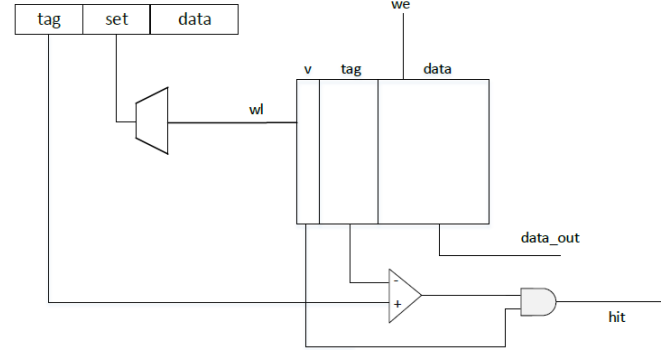 we
tag set data
v tag data
wl
data_out
-
+
hit